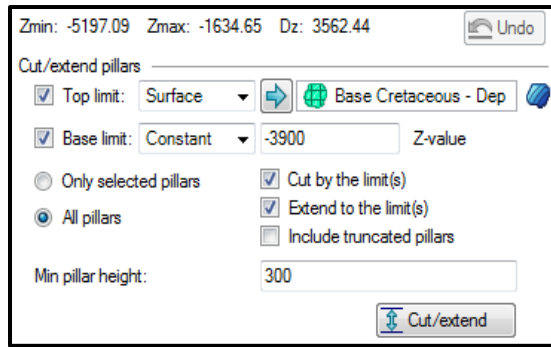 Zmin: -5197.09 Zmax: -1634.65 Dz: 3562.44 Undo
Cut/extend pillars
Top limit: Surface Base Cretaceous - Dep
Base limit: Constant -3900 Z-value
Only selected pillars Cut by the limit(s)
All pillars Extend to the limit(s)
Include truncated pillars
Min pillar height: 300
Cut/extend